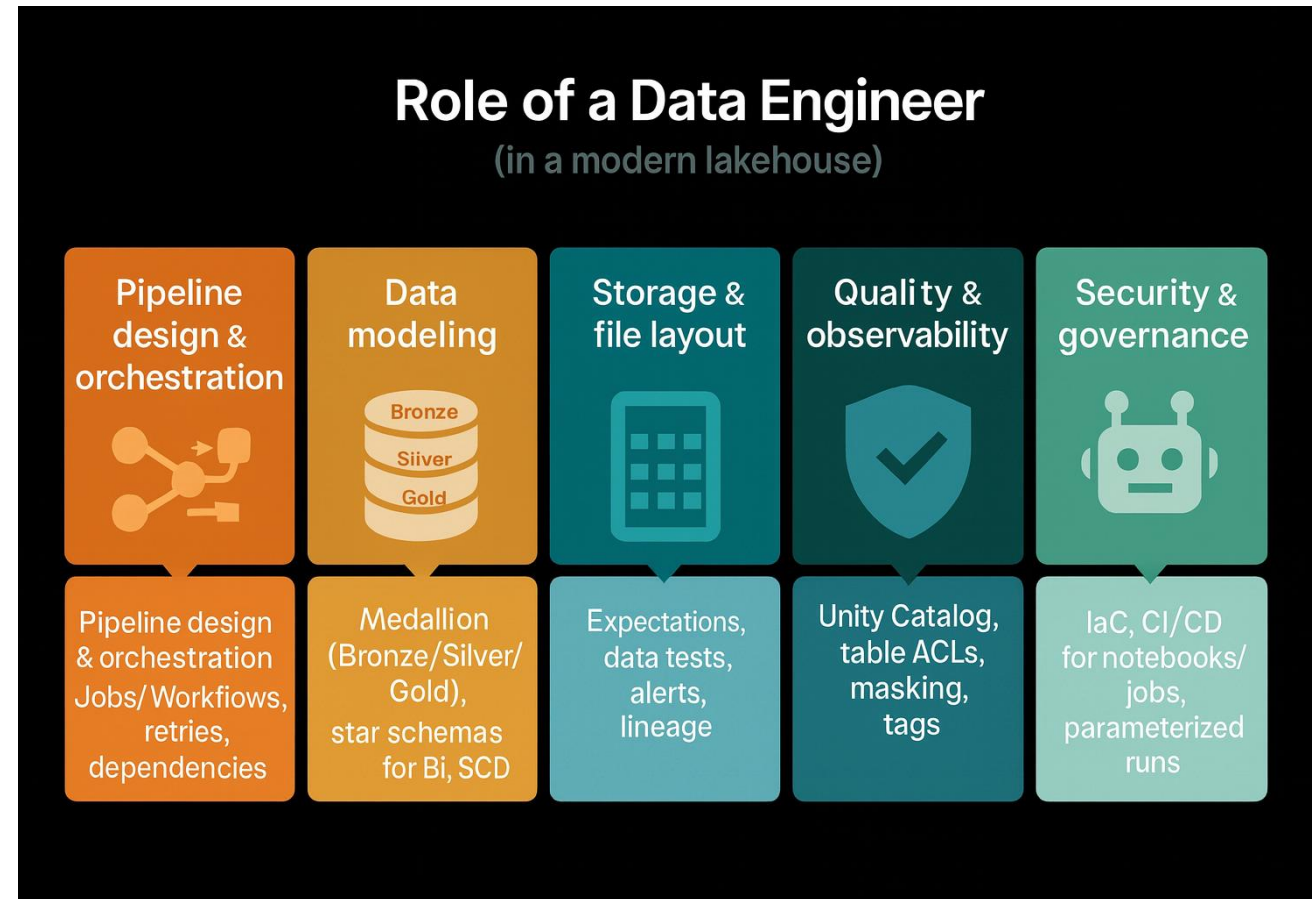 Role of a Data Engineer
(in a modern lakehouse)
Pipeline
design &
orchestration
Data
modeling
Bronze
Siiver
Gold
Storage &
file layout
Quality &
observability
Security &
governance
Pipeline design
& orchestration
Jobs/Workfiows,
retries,
dependencies
Medallion
(Bronze/Silver/
Gold),
star schemas
for Bi, SCD
Expectations,
data tests,
alerts,
lineage
Unity Catalog,
table ACLs,
masking,
tags
IaC, CI/CD
for notebooks/
jobs,
parameterized
runs